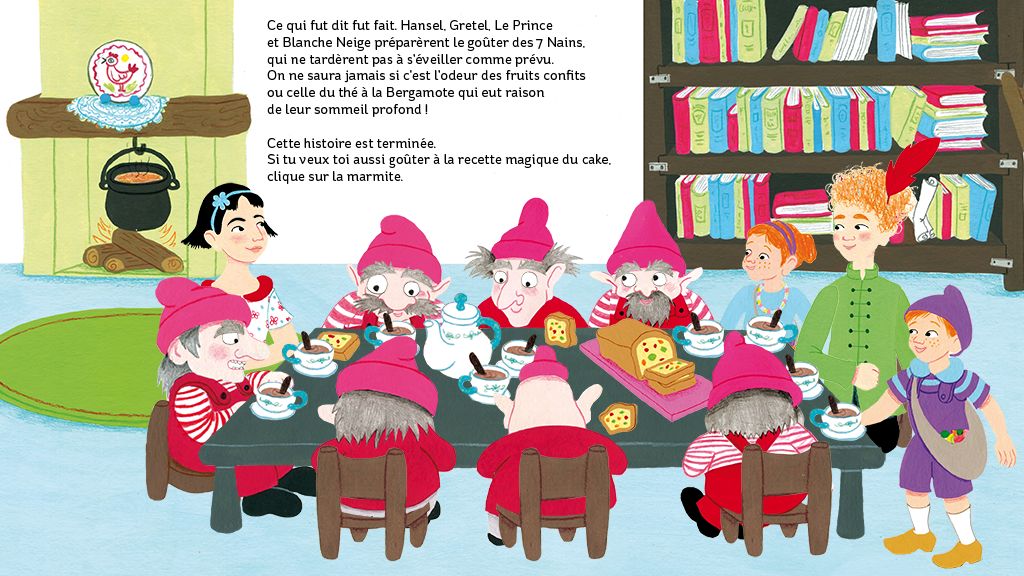 Ce qui fut dit fut fait. Hansel, Gretel, Le Prince
et Blanche Neige préparèrent le goûter des 7 Nains,
qui ne tardèrent pas à s'éveiller comme prévu.
On ne saura jamais si c'est l'odeur des fruits confits
ou celle du thé à la Bergamote qui eut raison
de leur sommeil profond !
Cette histoire est terminée.
Si tu veux toi aussi goûter à la recette magique du cake,
clique sur la marmite.